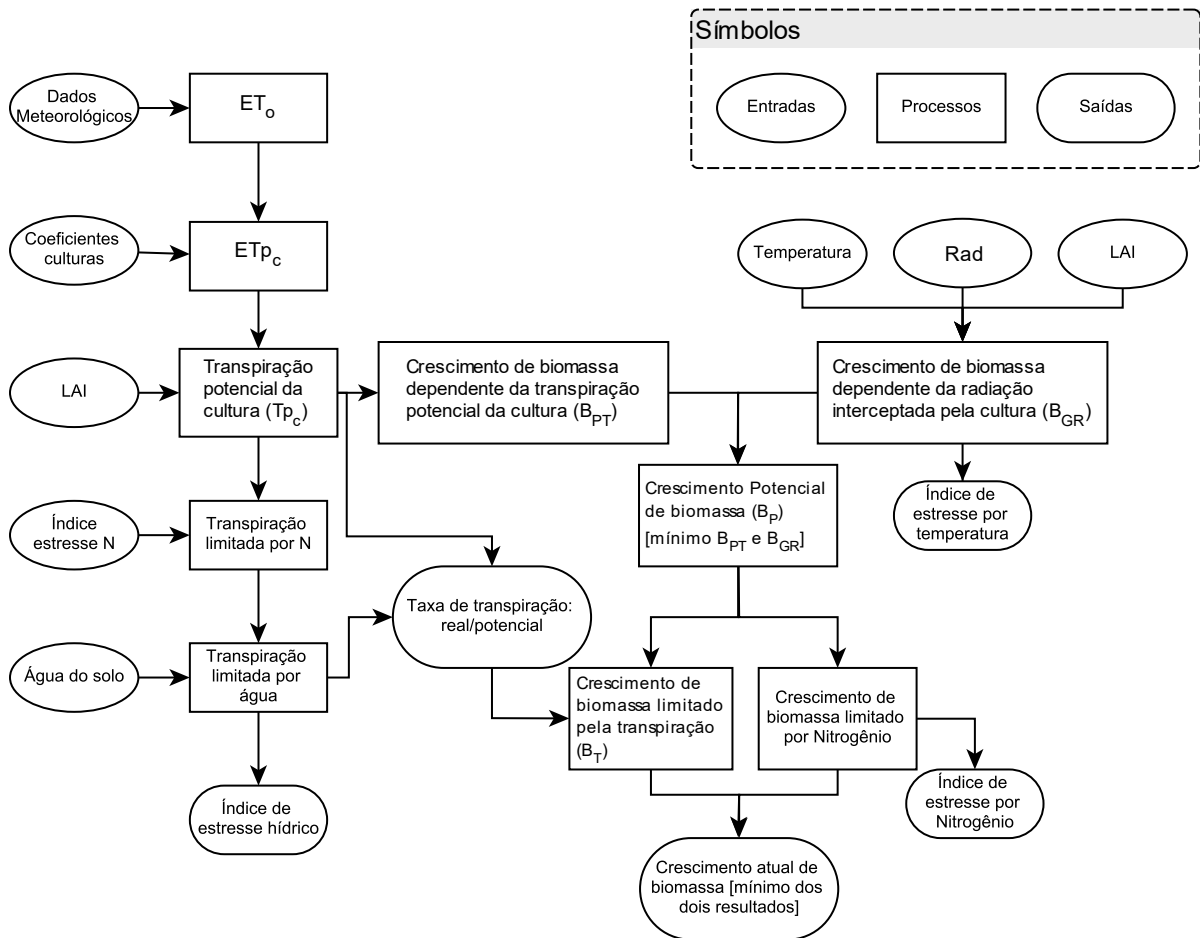 Símbolos
Entradas
Processos
Saídas
Dados
Meteorológicos
ETo
Coeficientes
culturas
ETpc
Temperatura
Rad
LAI
LAI
Transpiração
potencial da
cultura (Tpc)
Crescimento de biomassa
dependente da transpiração
potencial da cultura (BPT)
Crescimento de biomassa
dependente da radiação
interceptada pela cultura (BGR)
Índice
estresse N
Transpiração
limitada por N
Crescimento Potencial
de biomassa (BP)
[mínimo BPT e BGR]
Índice de
estresse por
temperatura
Taxa de transpiração:
real/potencial
Água do solo
Transpiração
limitada por
água
Crescimento de
biomassa limitado
pela transpiração
(BT)
Crescimento de
biomassa limitado
por Nitrogênio
Índice de
estresse hídrico
Índice de
estresse por
Nitrogênio
Crescimento atual de
biomassa [mínimo dos
dois resultados]